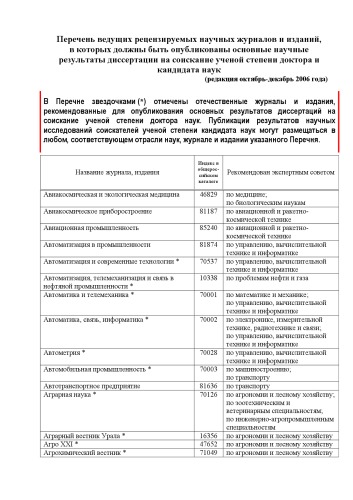 Перечень ведущих рецензируемых научных журналов и изданий,
в которых должны быть опубликованы основные научные
результаты диссертации на соискание ученой степени доктора и
кандидата наук
(редакция октябрь-декабрь 2006 года)
В Перечне звездочками (*) отмечены отечественные журналы и издания,
рекомендованные для опубликования основных результатов диссертаций на
соискание ученой степени доктора наук. Публикации результатов научных
исследований соискателей ученой степени кандидата наук могут размещаться в
любом, соответствующем отрасли наук, журнале и издании указанного Перечня.
Название журнала, издания
Индекс в
общерос-
сийском
каталоге
Рекомендован экспертным советом
Авиакосмическая и экологическая медицина 46829 по медицине,
по биологическим наукам
Авиакосмическое приборостроение 81187 по авиационной и ракетно-
космической технике
Авиационная промышленность 85240 по авиационной и ракетно-
космической технике
Автоматизация в промышленности 81874 по управлению, вычислительной
технике и информатике
Автоматизация и современные технологии * 70537 по управлению, вычислительной
технике и информатике
Автоматизация, телемеханизация и связь в 10338 по проблемам нефти и газа
нефтяной промышленности *
Автоматика и телемеханика * 70001 по математике и механике;
по управлению, вычислительной
технике и информатике
Автоматика, связь, информатика * 70002 по электронике, измерительной
технике, радиотехнике и связи;
по управлению, вычислительной
технике и информатике
Автометрия * 70028 по управлению, вычислительной
технике и информатике
Автомобильная промышленность * 70003 по машиностроению,
по транспорту
Автотранспортное предприятие 81636 по транспорту
Аграрная наука * 70126 по агрономии и лесному хозяйству;
по зоотехническим и
ветеринарным специальностям,
по инженерно-агропромышленным
специальностям
Аграрный вестник Урала * 16356 по агрономии и лесному хозяйству
Агро XXI * 47652 по агрономии и лесному хозяйству
Агрохимический вестник * 71049 по агрономии и лесному хозяйству